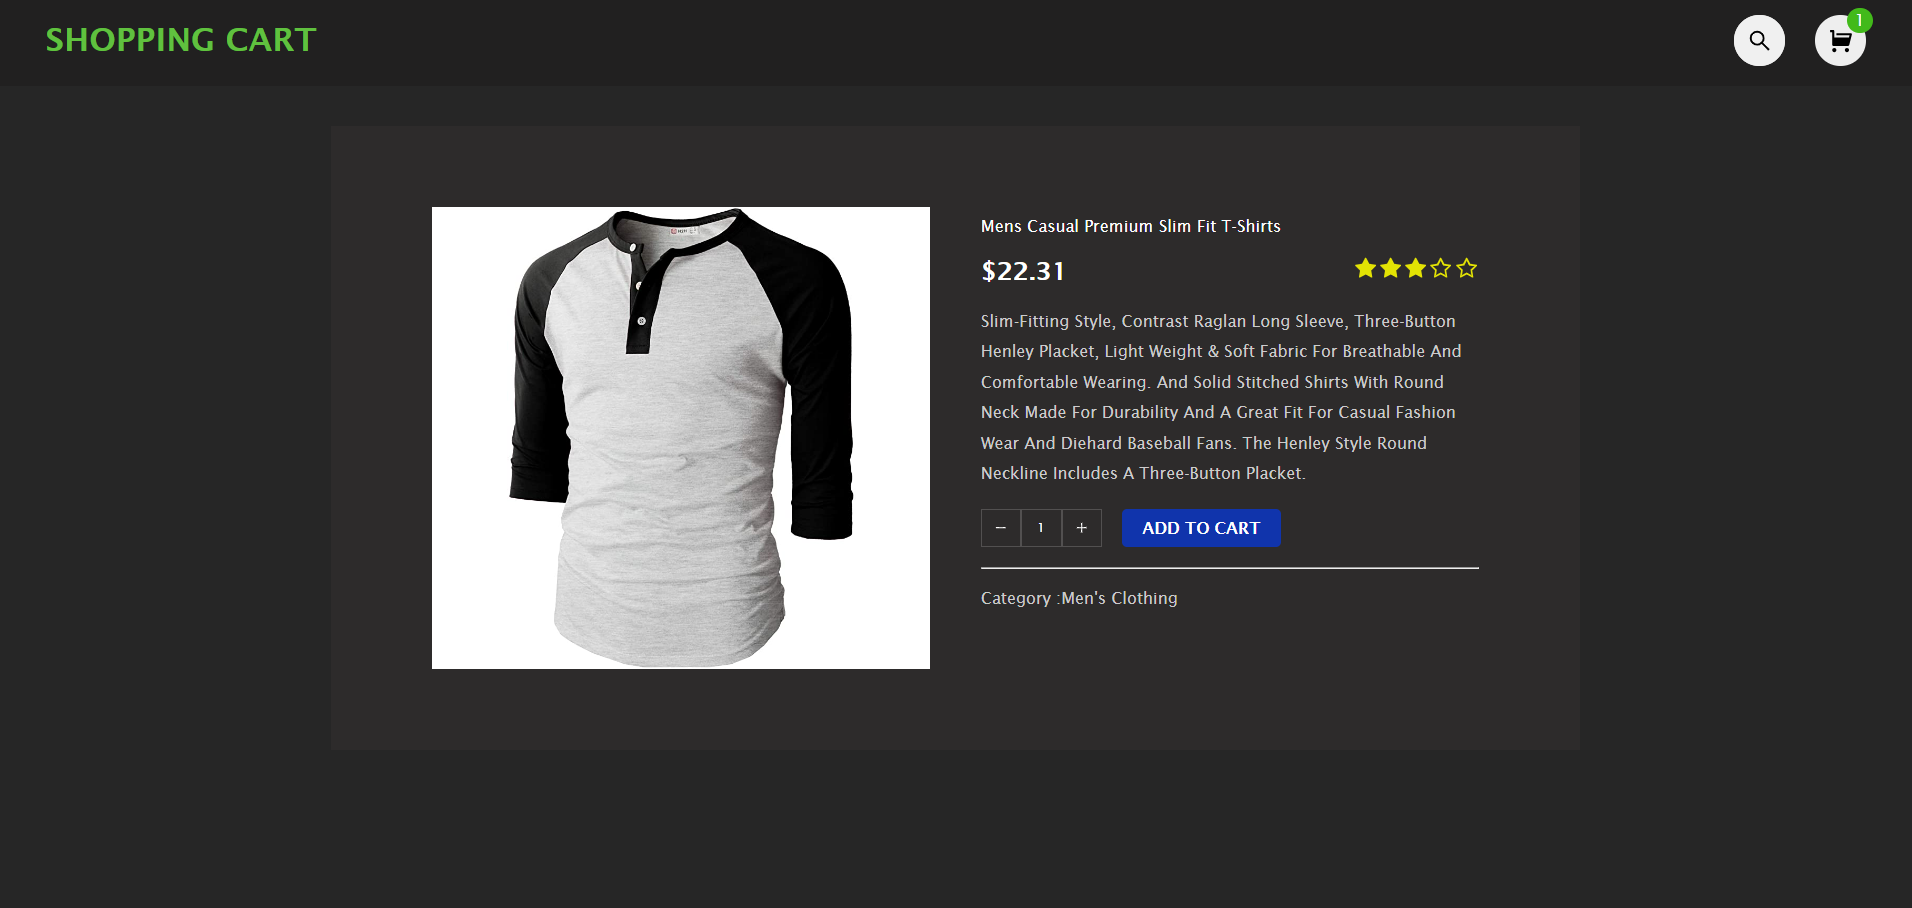 SHOPPING CART
1
Mens Casual Premium Slim Fit T-Shirts
$22.31
Slim-Fitting Style, Contrast Raglan Long Sleeve, Three-Button
Henley Placket, Light Weight & Soft Fabric For Breathable And
Comfortable Wearing. And Solid Stitched Shirts With Round
Neck Made For Durability And A Great Fit For Casual Fashion
Wear And Diehard Baseball Fans. The Henley Style Round
Neckline Includes A Three-Button Placket.
− 1 + ADD TO CART
Category :Men's Clothing